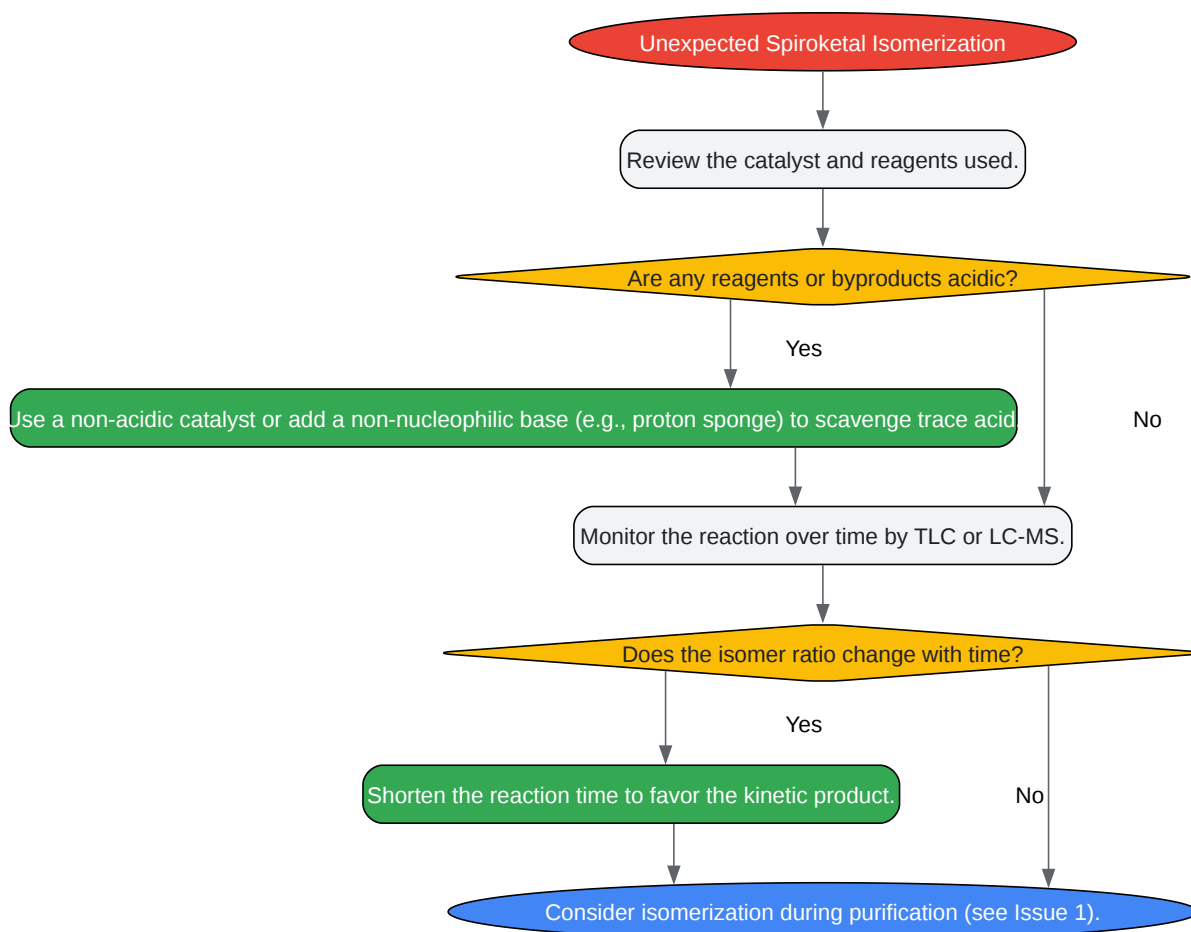 Unexpected Spiroketal Isomerization
Review the catalyst and reagents used.
Are any reagents or byproducts acidic?
Yes
Use a non-acidic catalyst or add a non-nucleophilic base (e.g., proton sponge) to scavenge trace acid.
No
Monitor the reaction over time by TLC or LC-MS.
Does the isomer ratio change with time?
Yes
Shorten the reaction time to favor the kinetic product.
No
Consider isomerization during purification (see Issue 1).